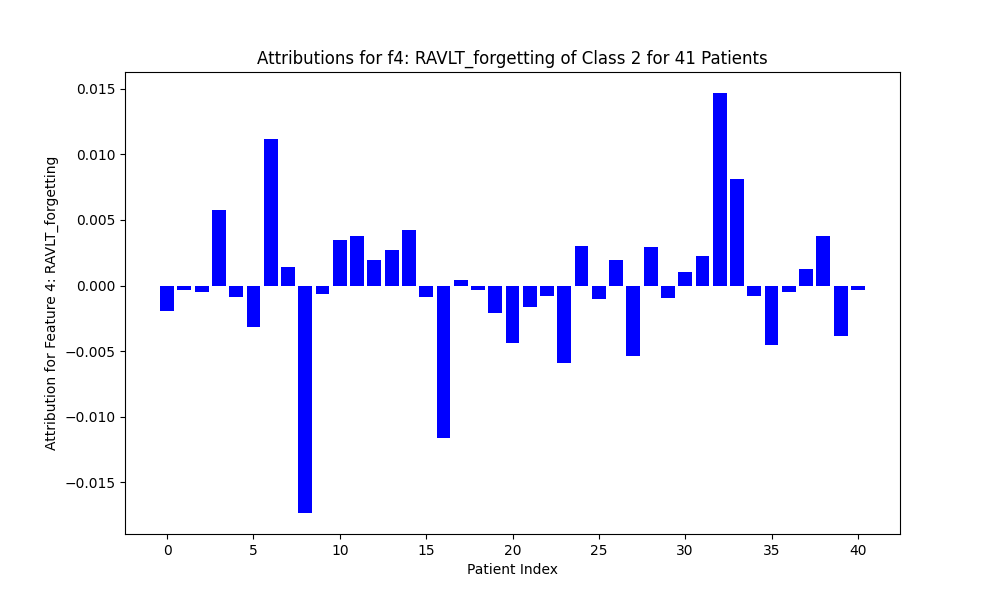 Attributions for f4: RAVLT_forgetting of Class 2 for 41 Patients
Attribution for Feature 4: RAVLT_forgetting
0.015
0.010
0.005
0.000
−0.005
−0.010
−0.015
0 5 10 15 20 25 30 35 40
Patient Index